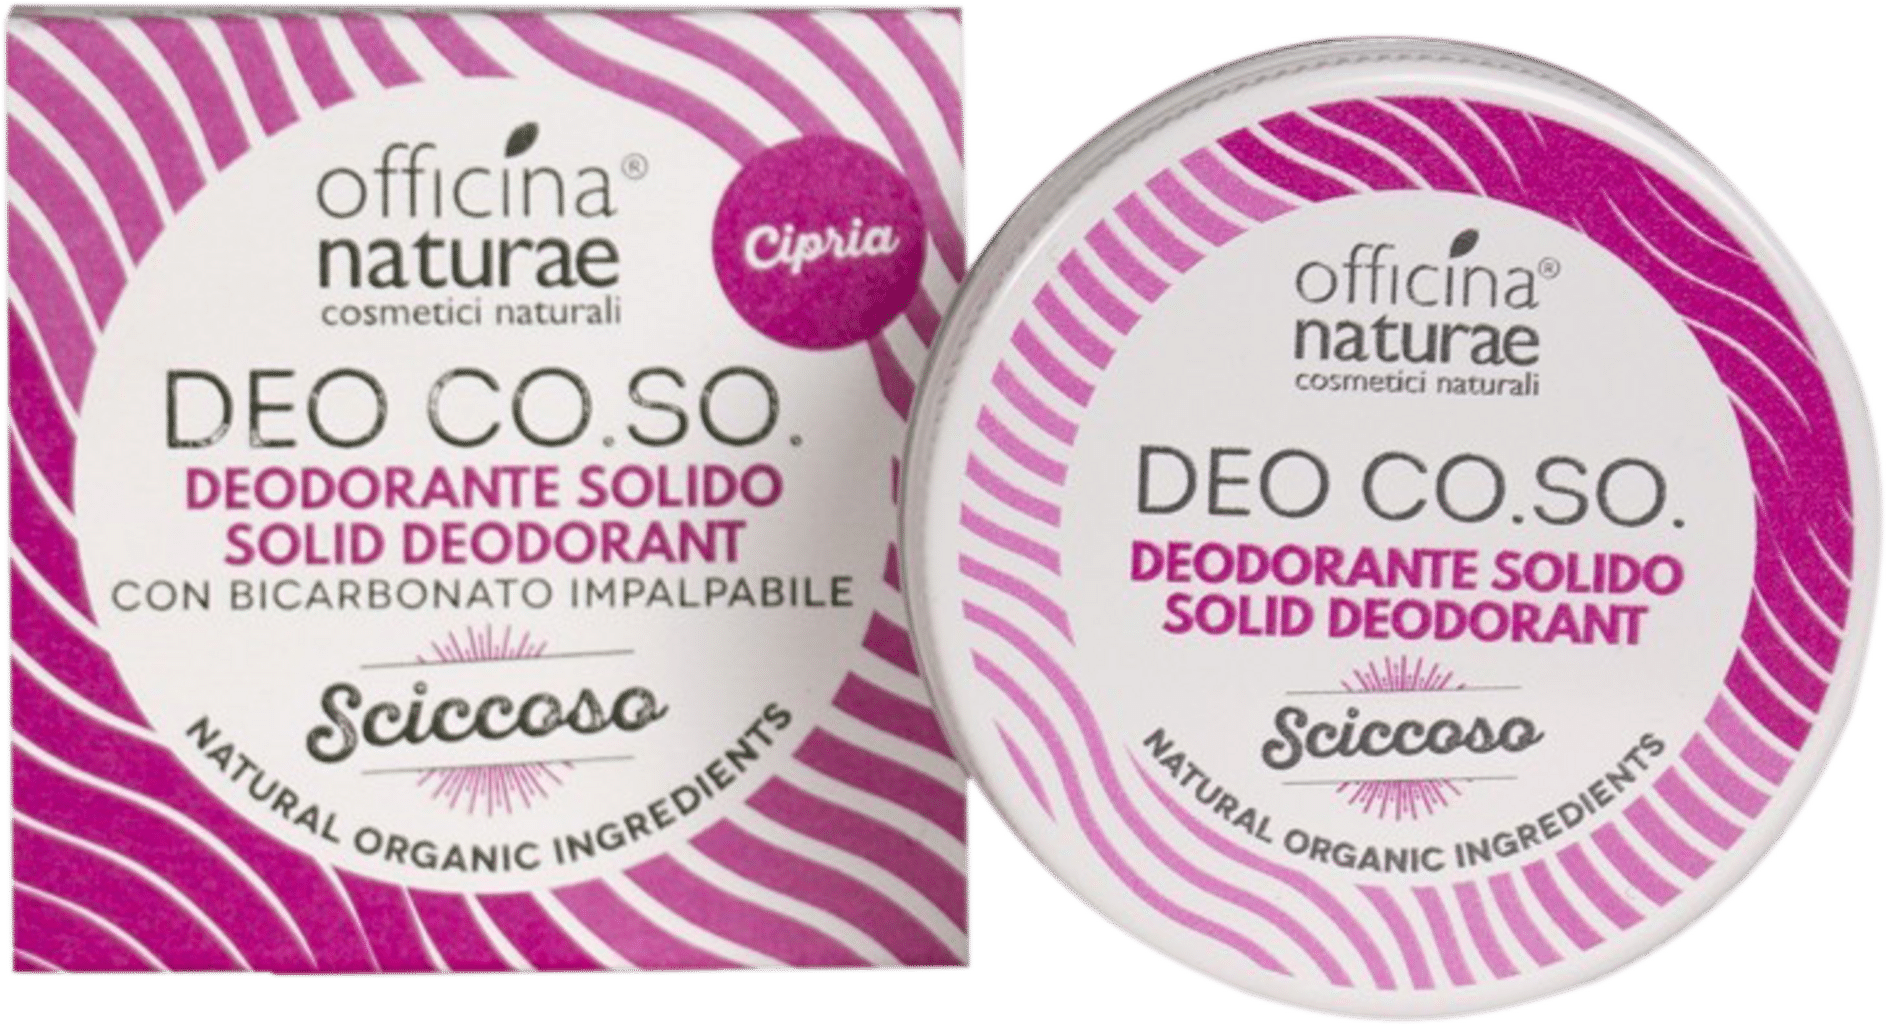 officina®
naturae
cosmetici naturali
Cipria
DEO CO.SO.
DEODORANTE SOLIDO
SOLID DEODORANT
CON BICARBONATO IMPALPABILE
Sciccoso
NATURAL ORGANIC INGREDIENTS
officina®
naturae
cosmetici naturali
DEO CO.SO.
DEODORANTE SOLIDO
SOLID DEODORANT
Sciccoso
NATURAL ORGANIC INGREDIENTS